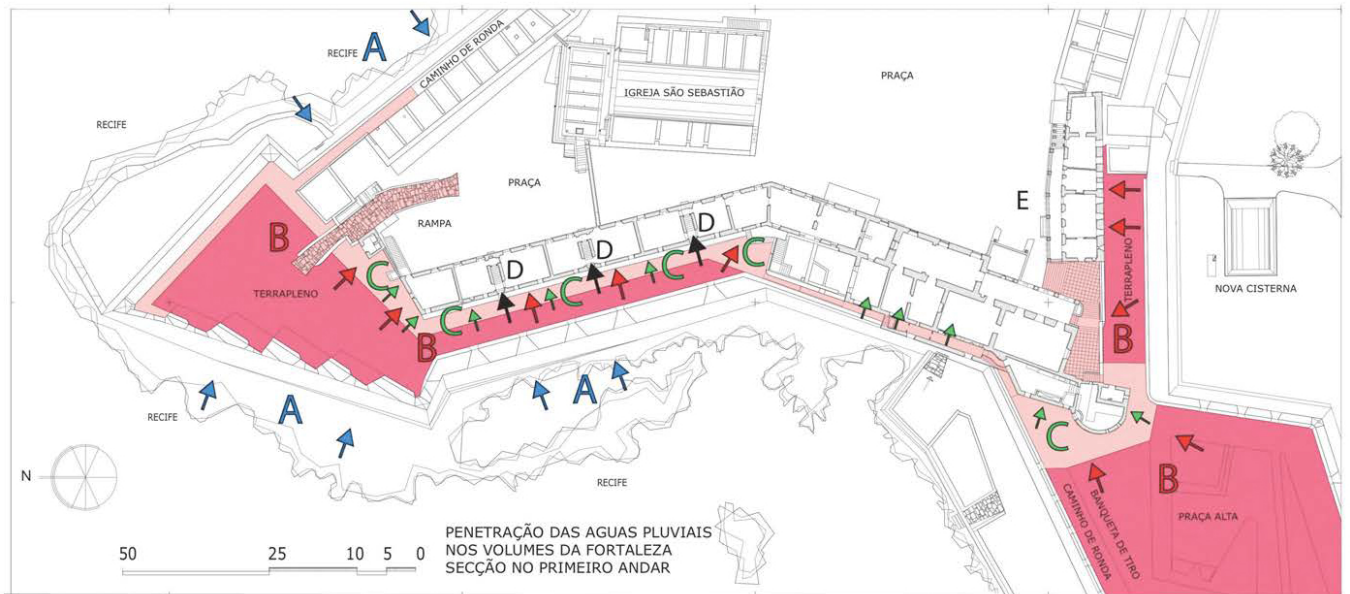 RECIFE
A
CAMINHO DE RONDA
PRAÇA
IGREJA SÃO SEBASTIÃO
RECIFE
PRAÇA
RAMPA
B
TERRAPLENO
C
B
C
C
C
C
D
D
D
E
TERRAPLENO
B
NOVA CISTERNA
A
A
RECIFE
RECIFE
C
CAMINHO DE RONDA
BANQUETA DE TIRO
B
PRAÇA ALTA
N
50 25 10 5 0
PENETRAÇÃO DAS AGUAS PLUVIAIS
NOS VOLUMES DA FORTALEZA
SECÇÃO NO PRIMEIRO ANDAR